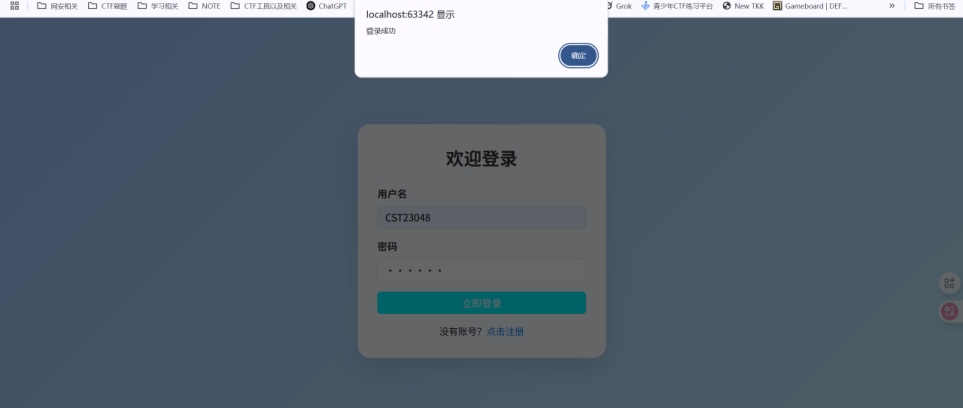 网安相关 CTF刷题 学习相关 NOTE CTF工具以及相关 ChatGPT Grok 青少年CTF练习平台 New TKK Gameboard | DEF... » 所有书签
localhost:63342 显示
登录成功
确定
欢迎登录
用户名
CST23048
密码
······
立即登录
没有账号？点击注册